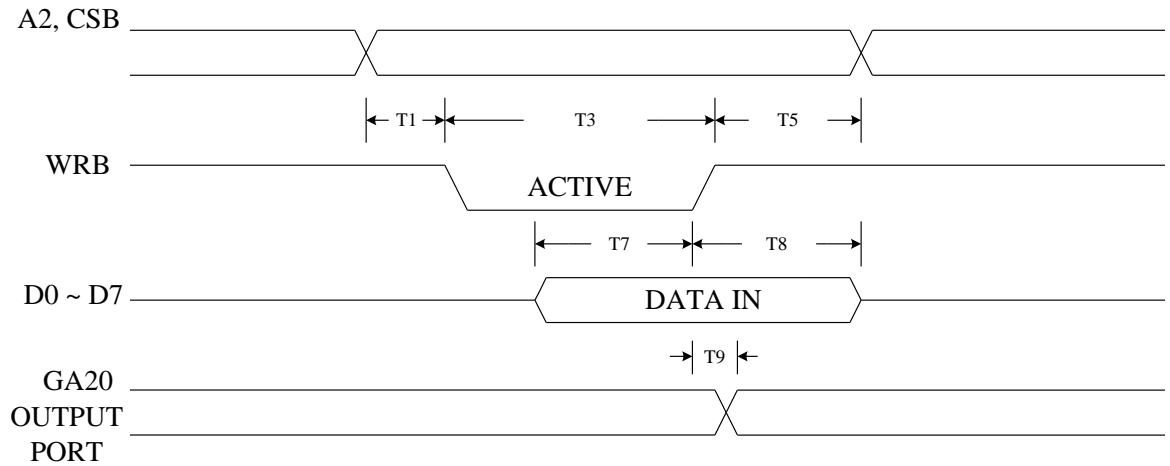 A2, CSB
T1
T3
T5
WRB
ACTIVE
T7
T8
D0 ~ D7
DATA IN
T9
GA20
OUTPUT
PORT